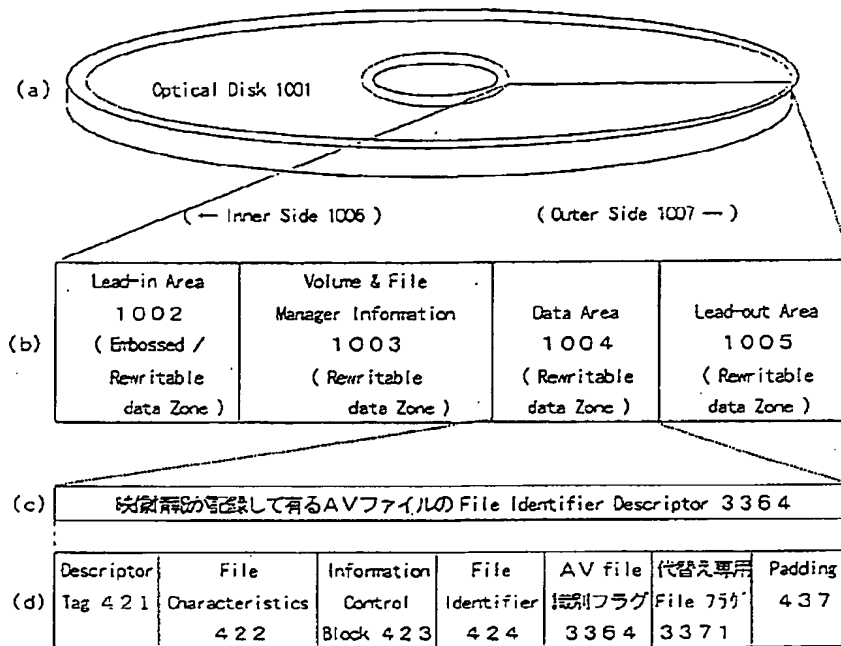 (a)
Optical Disk 1001
( ← Inner Side 1006 )
( Outer Side 1007 → )
(b)
Lead-in Area
1002
( Embossed /
Rewritable
data Zone )
Volume & File
Manager Information
1003
( Rewritable
data Zone )
Data Area
1004
( Rewritable
data Zone )
Lead-out Area
1005
( Rewritable
data Zone )
(c)
映像情報が記録して有るAVファイルの File Identifier Descriptor 3364
(d)
Descriptor
Tag 421
File
Characteristics
422
Information
Control
Block 423
File
Identifier
424
AV file
識別フラグ
3364
代替え専用
File フラグ
3371
Padding
437